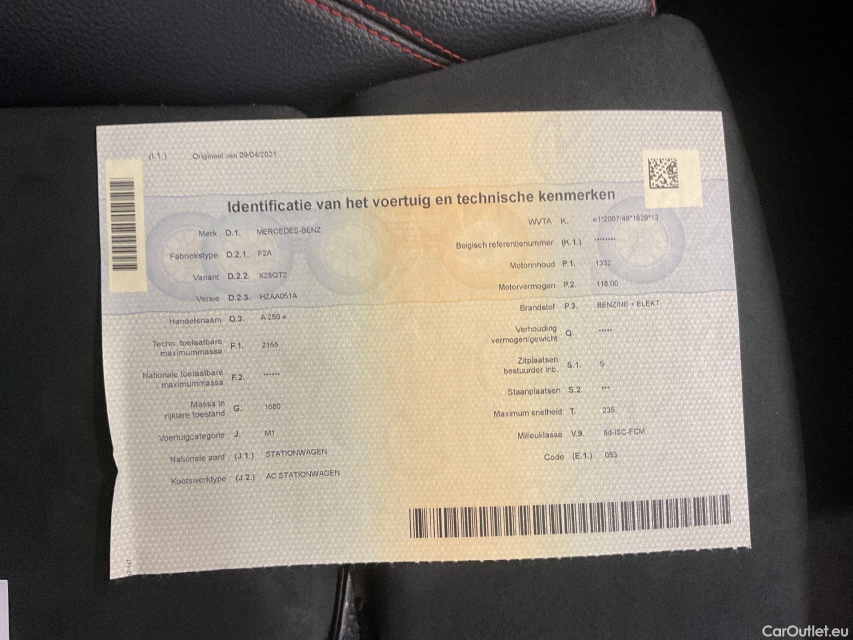 (I.1.) Origineel van 09/04/2021
Identificatie van het voertuig en technische kenmerken
Merk D.1. MERCEDES-BENZ
Fabriekstype D.2.1. F2A
Variant D.2.2. X28QT2
Versie D.2.3. HZAA051A
Handelsnaam D.3. A 250 e
Techn. toelaatbare
maximummassa F.1. 2155
Nationale toelaatbare
maximummassa F.2. ******
Massa in
rijklare toestand G. 1680
Voertuigcategorie J. M1
Nationale aard (J.1.) STATIONWAGEN
Koetswerktype (J.2.) AC STATIONWAGEN
WVTA K. e1*2007/46*1829*13
Belgisch referentienummer (K.1.) ********
Motorinhoud P.1. 1332
Motorvermogen P.2. 118.00
Brandstof P.3. BENZINE + ELEKT
Verhouding
vermogen/gewicht Q. *****
Zitplaatsen
bestuurder inb. S.1. 5
Staanplaatsen S.2. ***
Maximum snelheid T. 235
Milieuklasse V.9. 6d-ISC-FCM
Code (E.1.) 053
CarOutlet.eu